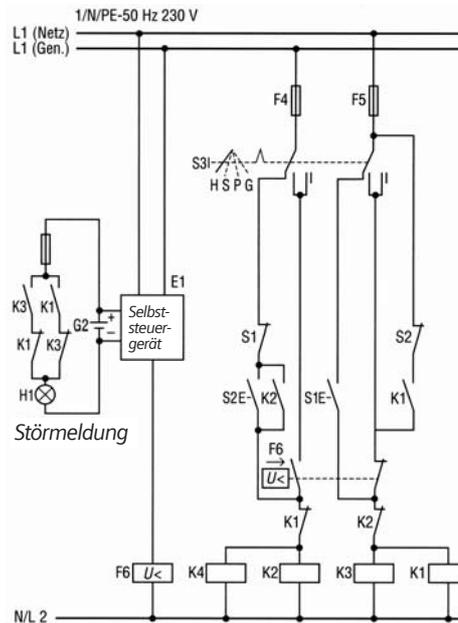 1/N/PE-50 Hz 230 V
L1 (Netz)
L1 (Gen.)
F4
F5
S3I
H S P G
I
I
E1
K3
K1
G2
+
−
Selbst-
steuer-
gerät
K1
K3
H1
Störmeldung
S1
S2
S2E
K2
S1E
K1
F6
U<
K1
K2
F6
U<
K4
K2
K3
K1
N/L 2